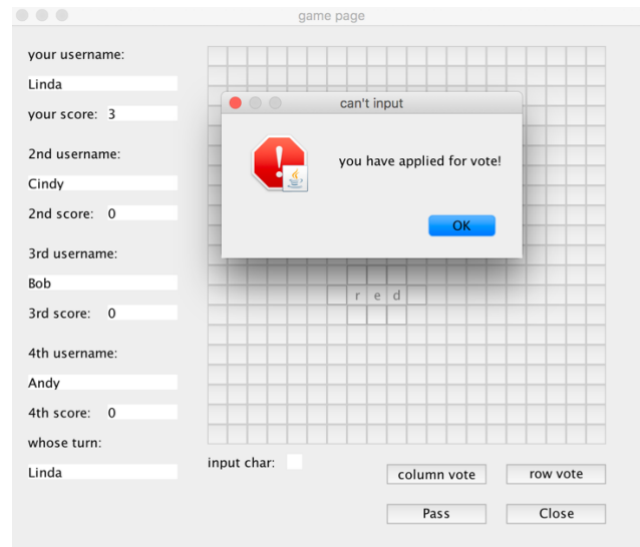 game page
your username:
Linda
your score: 3
2nd username:
Cindy
2nd score: 0
3rd username:
Bob
3rd score: 0
4th username:
Andy
4th score: 0
whose turn:
Linda
can't input
you have applied for vote!
OK
r e d
input char:
column vote row vote
Pass Close